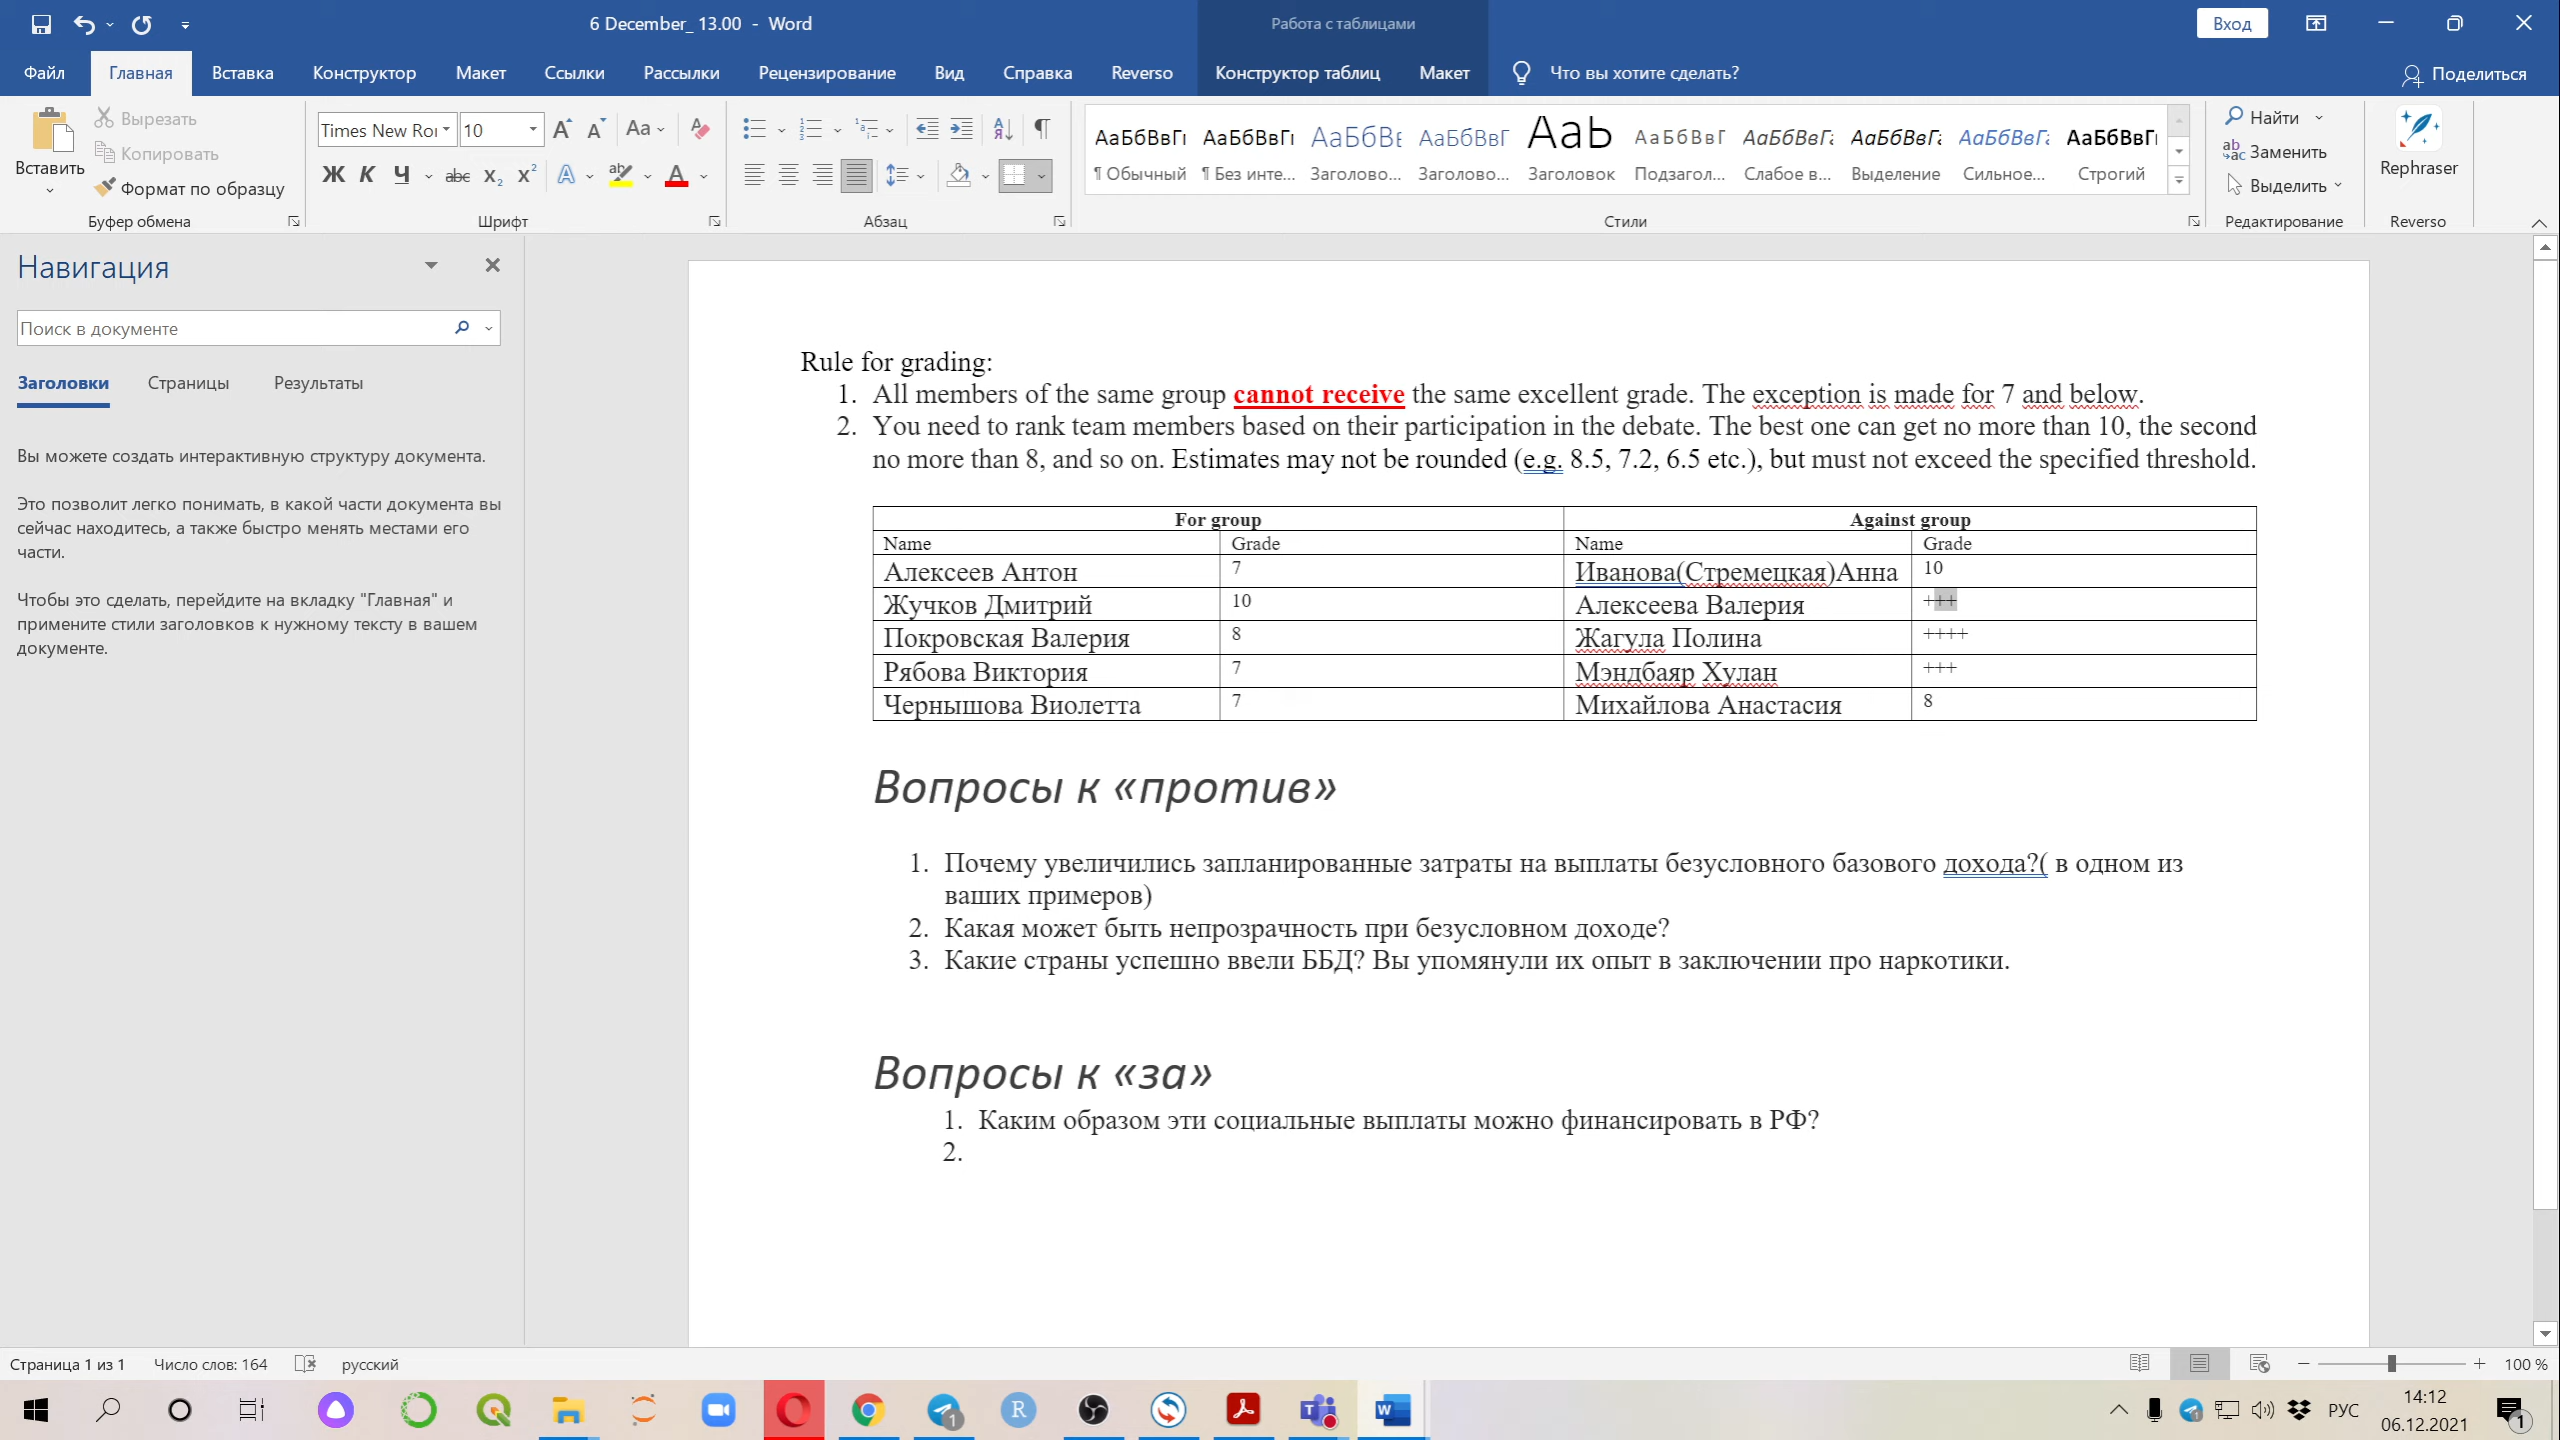 6 December_ 13.00 - Word
Работа с таблицами
Вход
Файл Главная Вставка Конструктор Макет Ссылки Рассылки Рецензирование Вид Справка Reverso Конструктор таблиц Макет Что вы хотите сделать? Поделиться
Вставить
Вырезать
Копировать
Формат по образцу
Буфер обмена
Times New Roı 10
Шрифт
Абзац
АаБбВвГг АаБбВвГг АаБбВв АаБбВвГ АаЬ АаБбВвГ АаБбВвГг АаБбВвГг АаБбВвГг АаБбВвГг
¶ Обычный ¶ Без инте... Заголово... Заголово... Заголовок Подзагол... Слабое в... Выделение Сильное... Строгий
Стили
Найти
Заменить
Выделить
Редактирование
Rephraser
Reverso
Навигация
Поиск в документе
Заголовки Страницы Результаты
Вы можете создать интерактивную структуру документа.
Это позволит легко понимать, в какой части документа вы
сейчас находитесь, а также быстро менять местами его
части.
Чтобы это сделать, перейдите на вкладку "Главная" и
примените стили заголовков к нужному тексту в вашем
документе.
Rule for grading:
1. All members of the same group cannot receive the same excellent grade. The exception is made for 7 and below.
2. You need to rank team members based on their participation in the debate. The best one can get no more than 10, the second
no more than 8, and so on. Estimates may not be rounded (e.g. 8.5, 7.2, 6.5 etc.), but must not exceed the specified threshold.
For group Against group
Name Grade Name Grade
Алексеев Антон 7 Иванова(Стремецкая)Анна 10
Жучков Дмитрий 10 Алексеева Валерия +++
Покровская Валерия 8 Жагула Полина ++++
Рябова Виктория 7 Мэндбаяр Хулан +++
Чернышова Виолетта 7 Михайлова Анастасия 8
Вопросы к «против»
1. Почему увеличились запланированные затраты на выплаты безусловного базового дохода?( в одном из
ваших примеров)
2. Какая может быть непрозрачность при безусловном доходе?
3. Какие страны успешно ввели ББД? Вы упомянули их опыт в заключении про наркотики.
Вопросы к «за»
1. Каким образом эти социальные выплаты можно финансировать в РФ?
2.
Страница 1 из 1 Число слов: 164 русский 100 %
РУС
14:12
06.12.2021